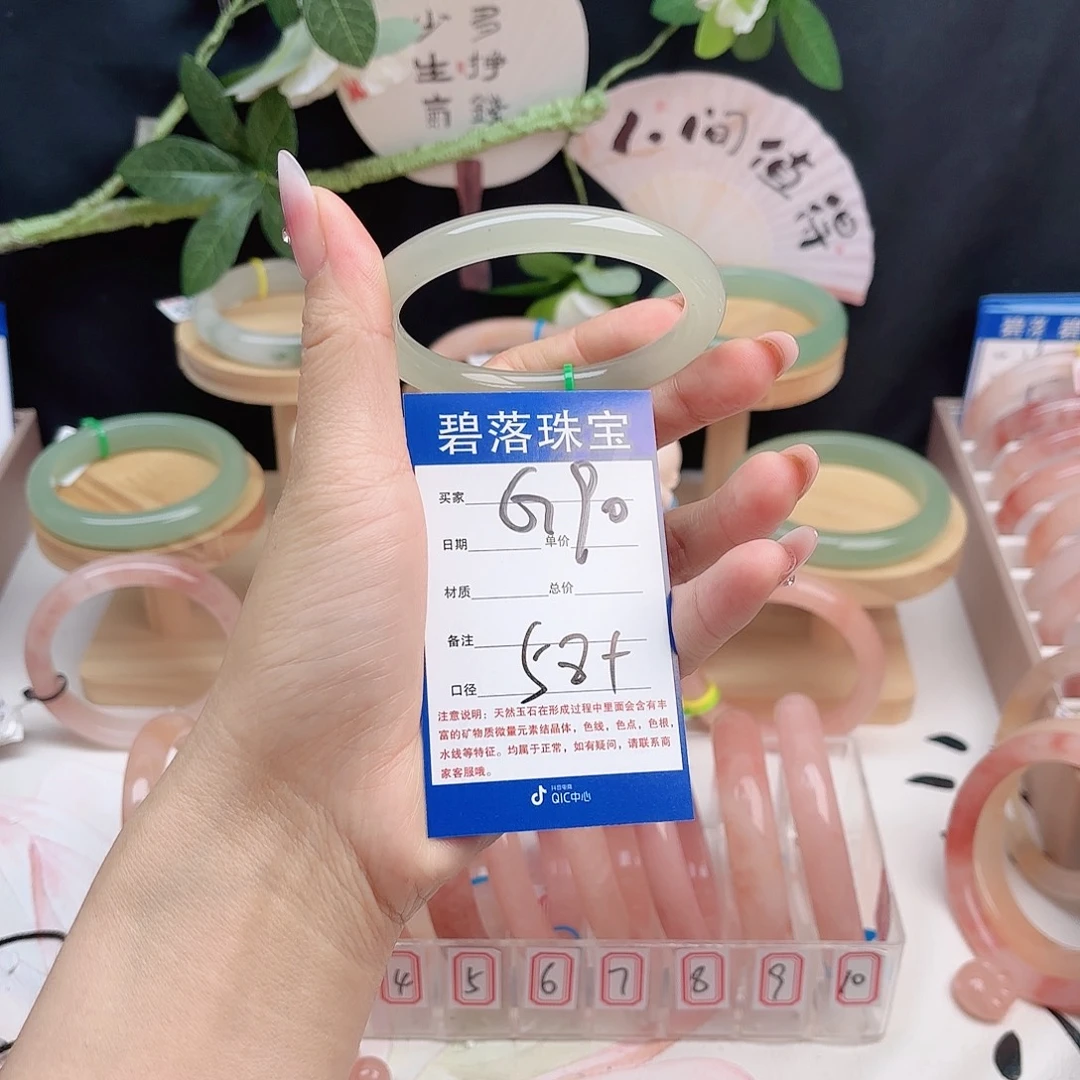 多挣
少生
人间值得
碧落珠宝
买家
日期 单价
材质 总价
备注
口径 58+
注意说明：天然玉石在形成过程中里面会含有丰
富的矿物质微量元素结晶体，色线，色点，色根，
水线等特征。均属于正常，如有疑问，请联系商
家客服哦。
抖音电商
QIC中心
碧落
4 5 6 7 8 9 10